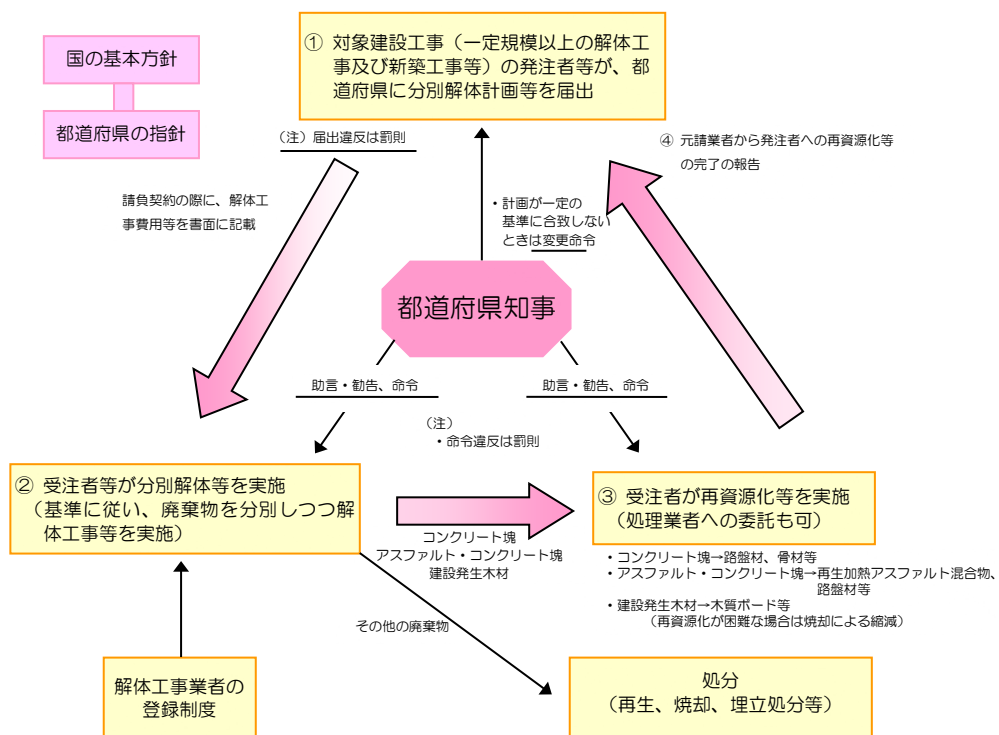 国の基本方針
都道府県の指針
① 対象建設工事（一定規模以上の解体工
事及び新築工事等）の発注者等が、都
道府県に分別解体計画等を届出
（注）届出違反は罰則
④ 元請業者から発注者への再資源化等
の完了の報告
請負契約の際に、解体工
事費用等を書面に記載
・計画が一定の
基準に合致しない
ときは変更命令
都道府県知事
助言・勧告、命令
助言・勧告、命令
（注）
・命令違反は罰則
② 受注者等が分別解体等を実施
（基準に従い、廃棄物を分別しつつ解
体工事等を実施）
コンクリート塊
アスファルト・コンクリート塊
建設発生木材
③ 受注者が再資源化等を実施
（処理業者への委託も可）
・コンクリート塊→路盤材、骨材等
・アスファルト・コンクリート塊→再生加熱アスファルト混合物、
路盤材等
・建設発生木材→木質ボード等
（再資源化が困難な場合は焼却による縮減）
その他の廃棄物
解体工事業者の
登録制度
処分
（再生、焼却、埋立処分等）